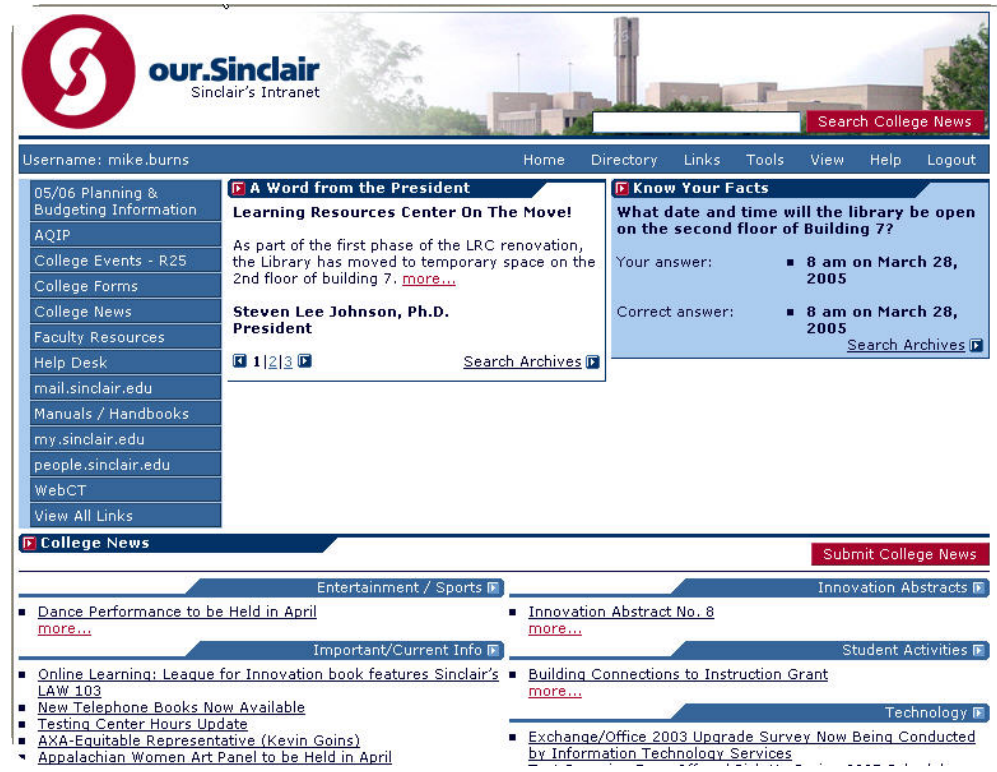 our.Sinclair
Sinclair's Intranet
Search College News
Username: mike.burns
Home Directory Links Tools View Help Logout
05/06 Planning &
Budgeting Information
AQIP
College Events - R25
College Forms
College News
Faculty Resources
Help Desk
mail.sinclair.edu
Manuals / Handbooks
my.sinclair.edu
people.sinclair.edu
WebCT
View All Links
A Word from the President
Learning Resources Center On The Move!
As part of the first phase of the LRC renovation,
the Library has moved to temporary space on the
2nd floor of building 7. more...
Steven Lee Johnson, Ph.D.
President
1|2|3
Search Archives
Know Your Facts
What date and time will the library be open
on the second floor of Building 7?
Your answer: ▪ 8 am on March 28,
2005
Correct answer: ▪ 8 am on March 28,
2005
Search Archives
College News
Submit College News
Entertainment / Sports
▪ Dance Performance to be Held in April
more...
Important/Current Info
▪ Online Learning: League for Innovation book features Sinclair's
LAW 103
▪ New Telephone Books Now Available
▪ Testing Center Hours Update
▪ AXA-Equitable Representative (Kevin Goins)
▪ Appalachian Women Art Panel to be Held in April
Innovation Abstracts
▪ Innovation Abstract No. 8
more...
Student Activities
▪ Building Connections to Instruction Grant
more...
Technology
▪ Exchange/Office 2003 Upgrade Survey Now Being Conducted
by Information Technology Services